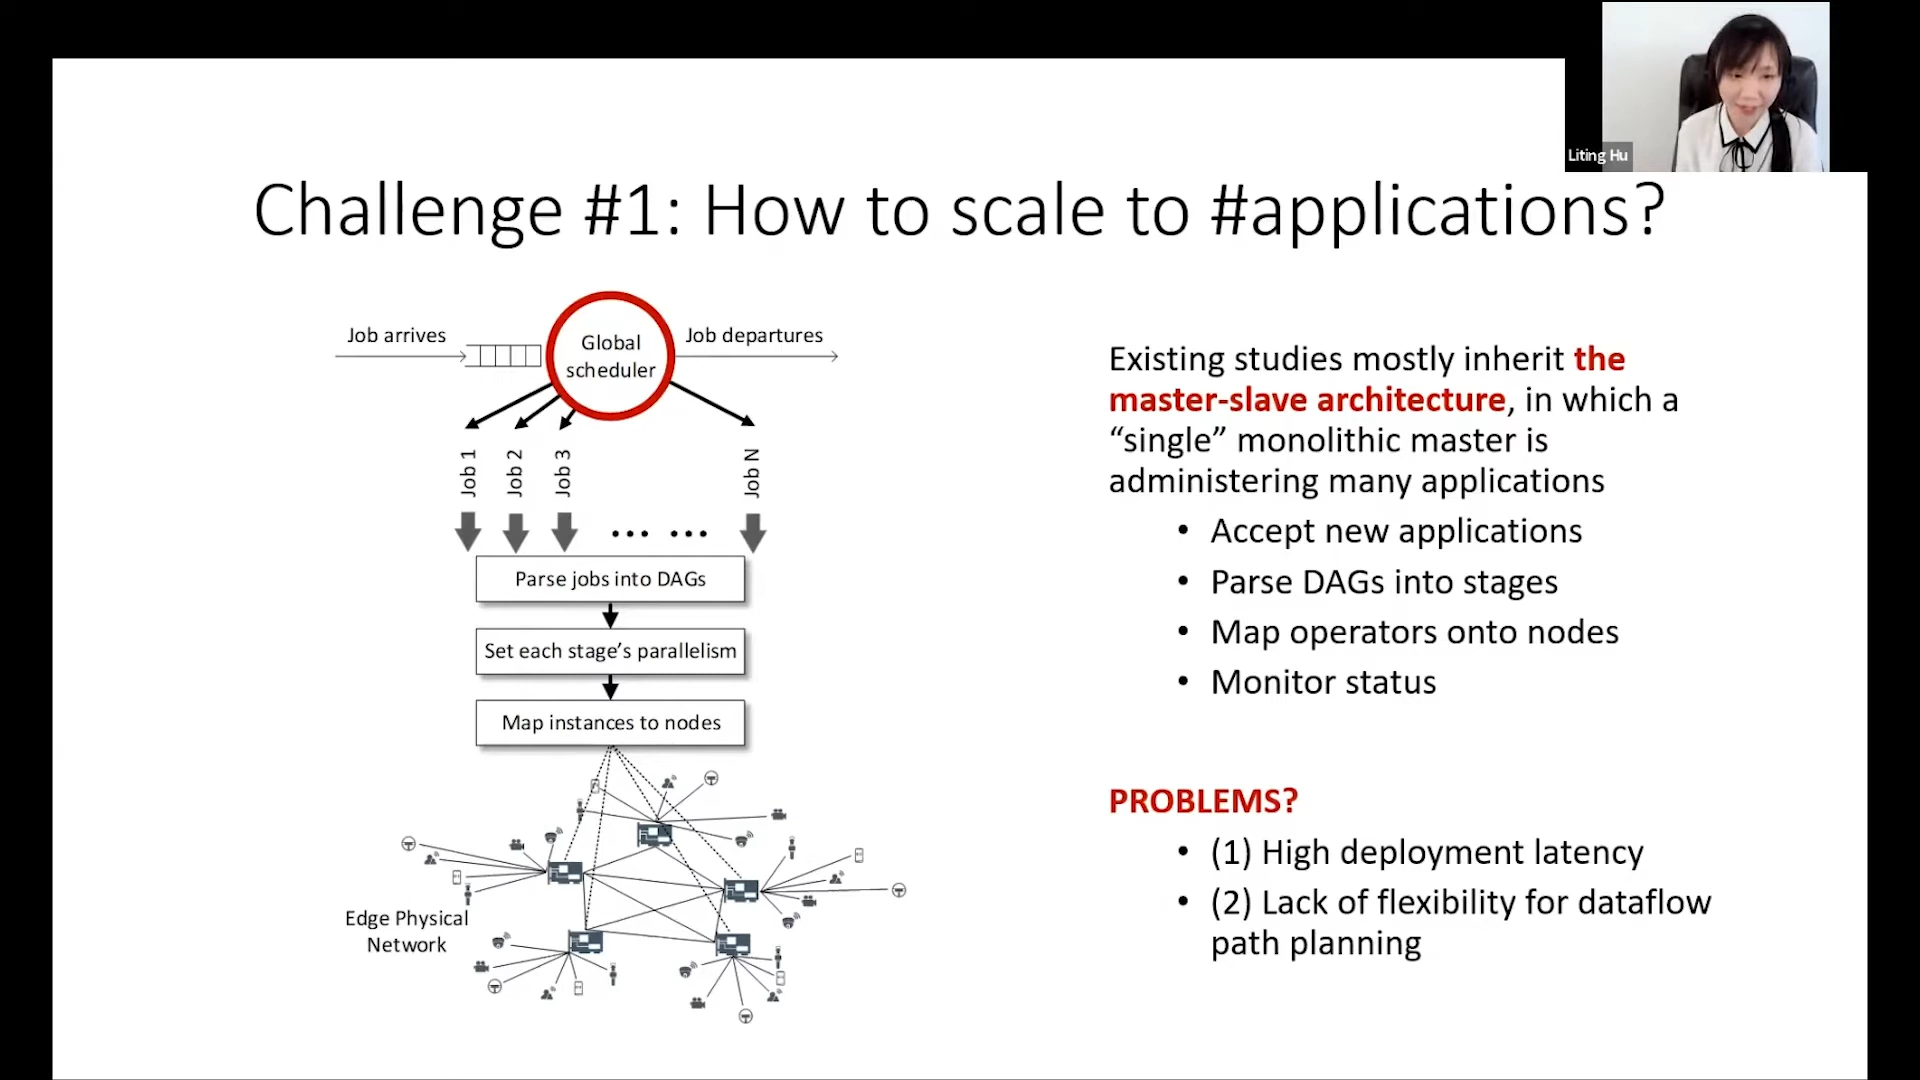 Liting Hu
Challenge #1: How to scale to #applications?
Job arrives
Global
scheduler
Job departures
Job 1
Job 2
Job 3
Job N
... ...
Parse jobs into DAGs
Set each stage's parallelism
Map instances to nodes
Edge Physical
Network
Existing studies mostly inherit the
master-slave architecture, in which a
“single” monolithic master is
administering many applications
• Accept new applications
• Parse DAGs into stages
• Map operators onto nodes
• Monitor status
PROBLEMS?
• (1) High deployment latency
• (2) Lack of flexibility for dataflow
path planning